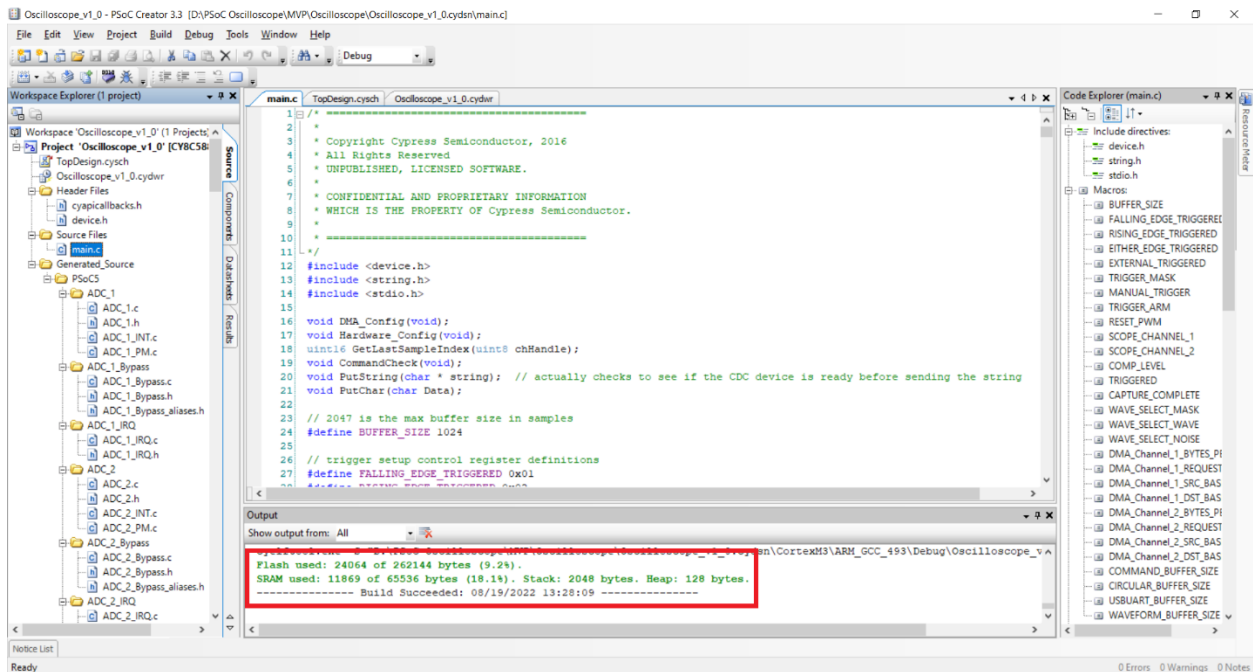 Oscilloscope_v1_0 - PSoC Creator 3.3 [D:\PSoC Oscilloscope\MVP\Oscilloscope\Oscilloscope_v1_0.cydsn\main.c]
File Edit View Project Build Debug Tools Window Help
Debug
Workspace Explorer (1 project)
Workspace 'Oscilloscope_v1_0' (1 Projects)
Project 'Oscilloscope_v1_0' [CY8C58
TopDesign.cysch
Oscilloscope_v1_0.cydwr
Header Files
cyapicallbacks.h
device.h
Source Files
main.c
Generated_Source
PSoC5
ADC_1
ADC_1.c
ADC_1.h
ADC_1_INT.c
ADC_1_PM.c
ADC_1_Bypass
ADC_1_Bypass.c
ADC_1_Bypass.h
ADC_1_Bypass_aliases.h
ADC_1_IRQ
ADC_1_IRQ.c
ADC_1_IRQ.h
ADC_2
ADC_2.c
ADC_2.h
ADC_2_INT.c
ADC_2_PM.c
ADC_2_Bypass
ADC_2_Bypass.c
ADC_2_Bypass.h
ADC_2_Bypass_aliases.h
ADC_2_IRQ
ADC_2_IRQ.c
Source
Components
Datasheets
Results
main.c TopDesign.cysch Oscilloscope_v1_0.cydwr
1 /* ========================================
2 *
3 * Copyright Cypress Semiconductor, 2016
4 * All Rights Reserved
5 * UNPUBLISHED, LICENSED SOFTWARE.
6 *
7 * CONFIDENTIAL AND PROPRIETARY INFORMATION
8 * WHICH IS THE PROPERTY OF Cypress Semiconductor.
9 *
10 * ========================================
11 */
12 #include <device.h>
13 #include <string.h>
14 #include <stdio.h>
15
16 void DMA_Config(void);
17 void Hardware_Config(void);
18 uint16 GetLastSampleIndex(uint8 chHandle);
19 void CommandCheck(void);
20 void PutString(char * string); // actually checks to see if the CDC device is ready before sending the string
21 void PutChar(char Data);
22
23 // 2047 is the max buffer size in samples
24 #define BUFFER_SIZE 1024
25
26 // trigger setup control register definitions
27 #define FALLING_EDGE_TRIGGERED 0x01
28 #define RISING_EDGE_TRIGGERED 0x02
Output
Show output from: All
Flash used: 24064 of 262144 bytes (9.2%).
SRAM used: 11869 of 65536 bytes (18.1%). Stack: 2048 bytes. Heap: 128 bytes.
--------------- Build Succeeded: 08/19/2022 13:28:09 ---------------
Code Explorer (main.c)
Include directives:
device.h
string.h
stdio.h
Macros:
BUFFER_SIZE
FALLING_EDGE_TRIGGERED
RISING_EDGE_TRIGGERED
EITHER_EDGE_TRIGGERED
EXTERNAL_TRIGGERED
TRIGGER_MASK
MANUAL_TRIGGER
TRIGGER_ARM
RESET_PWM
SCOPE_CHANNEL_1
SCOPE_CHANNEL_2
COMP_LEVEL
TRIGGERED
CAPTURE_COMPLETE
WAVE_SELECT_MASK
WAVE_SELECT_WAVE
WAVE_SELECT_NOISE
DMA_Channel_1_BYTES_PE
DMA_Channel_1_REQUEST
DMA_Channel_1_SRC_BAS
DMA_Channel_1_DST_BAS
DMA_Channel_2_BYTES_PE
DMA_Channel_2_REQUEST
DMA_Channel_2_SRC_BAS
DMA_Channel_2_DST_BAS
COMMAND_BUFFER_SIZE
CIRCULAR_BUFFER_SIZE
USBUART_BUFFER_SIZE
WAVEFORM_BUFFER_SIZE
Resource Meter
Notice List
Ready
0 Errors 0 Warnings 0 Notes